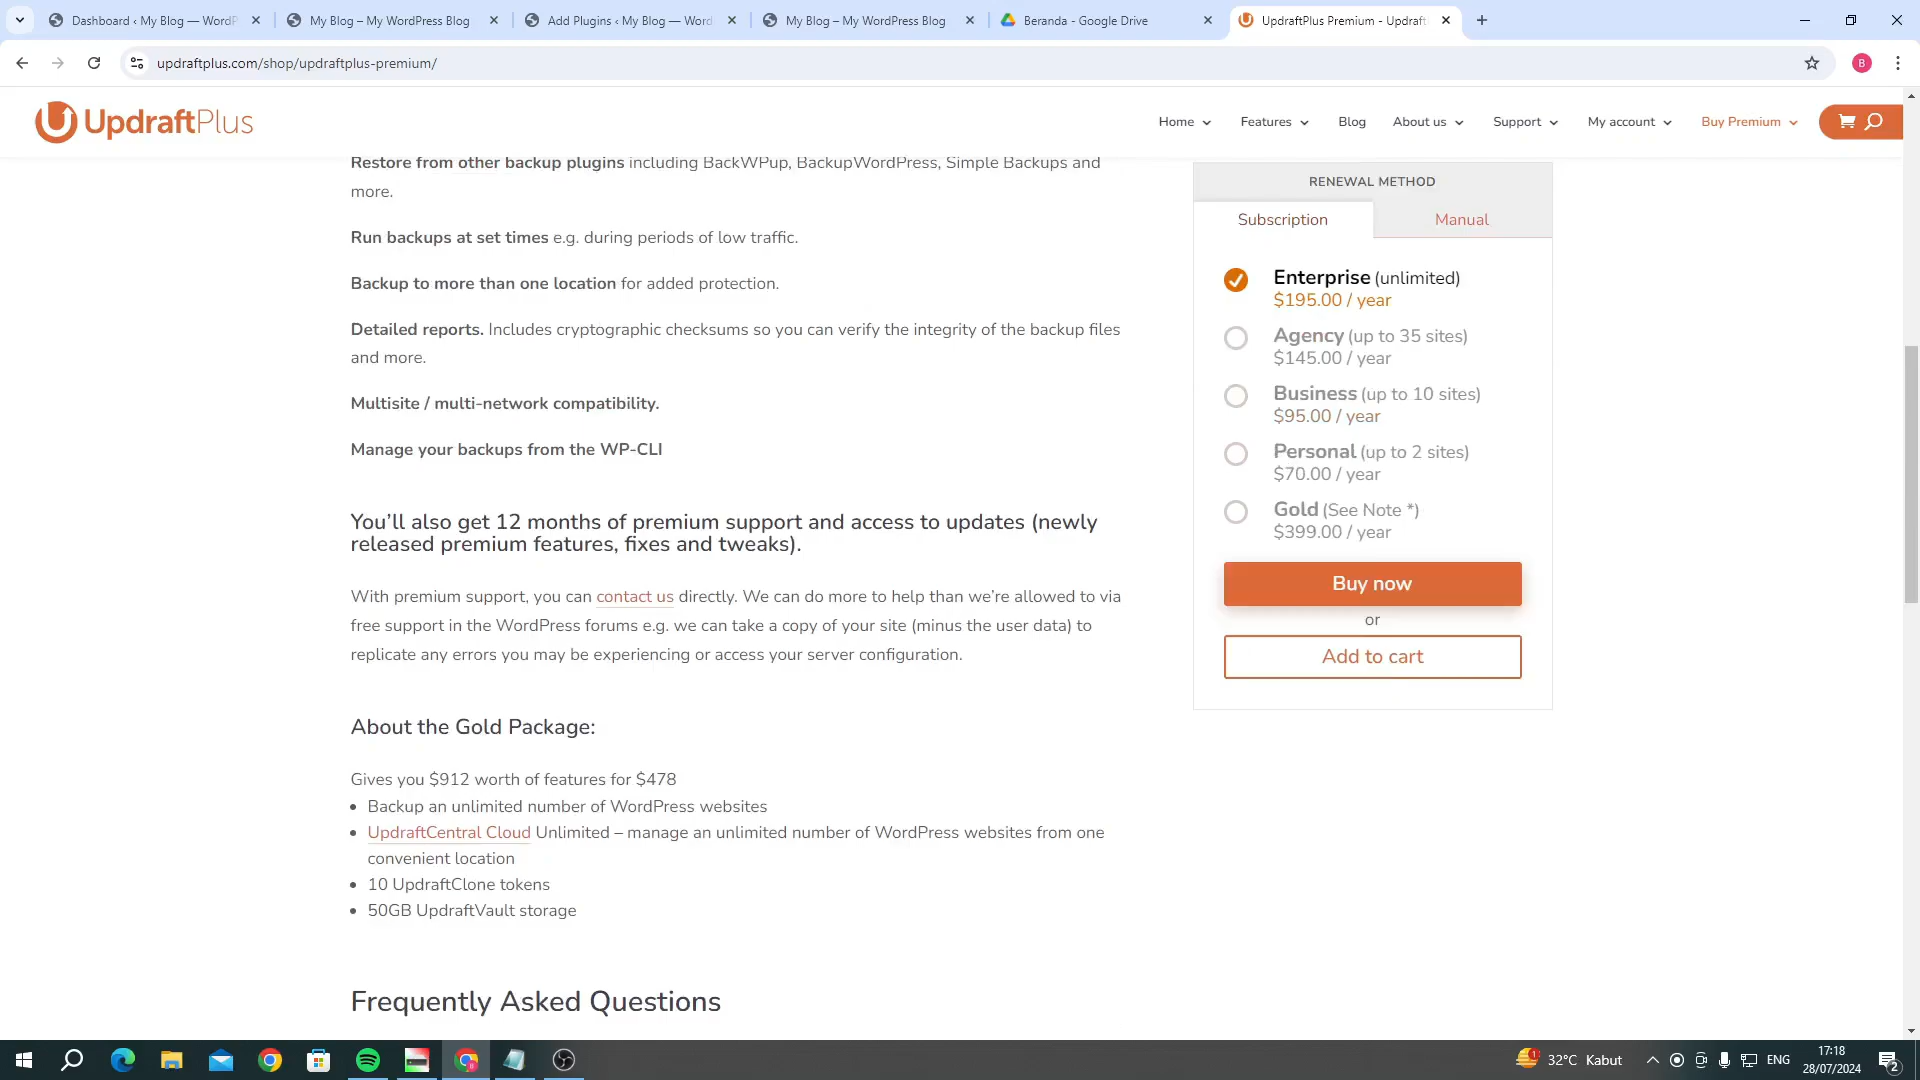 Dashboard ‹ My Blog — WordP
My Blog – My WordPress Blog
Add Plugins ‹ My Blog — Word
My Blog – My WordPress Blog
Beranda - Google Drive
UpdraftPlus Premium - Updraft
updraftplus.com/shop/updraftplus-premium/
B
UpdraftPlus
Home
Features
Blog
About us
Support
My account
Buy Premium
Restore from other backup plugins including BackWPup, BackupWordPress, Simple Backups and
more.
Run backups at set times e.g. during periods of low traffic.
Backup to more than one location for added protection.
Detailed reports. Includes cryptographic checksums so you can verify the integrity of the backup files
and more.
Multisite / multi-network compatibility.
Manage your backups from the WP-CLI
You’ll also get 12 months of premium support and access to updates (newly
released premium features, fixes and tweaks).
With premium support, you can contact us directly. We can do more to help than we’re allowed to via
free support in the WordPress forums e.g. we can take a copy of your site (minus the user data) to
replicate any errors you may be experiencing or access your server configuration.
About the Gold Package:
Gives you $912 worth of features for $478
• Backup an unlimited number of WordPress websites
• UpdraftCentral Cloud Unlimited – manage an unlimited number of WordPress websites from one
convenient location
• 10 UpdraftClone tokens
• 50GB UpdraftVault storage
Frequently Asked Questions
RENEWAL METHOD
Subscription
Manual
Enterprise (unlimited)
$195.00 / year
Agency (up to 35 sites)
$145.00 / year
Business (up to 10 sites)
$95.00 / year
Personal (up to 2 sites)
$70.00 / year
Gold (See Note *)
$399.00 / year
Buy now
or
Add to cart
1
32°C Kabut
ENG
17:18
28/07/2024
2